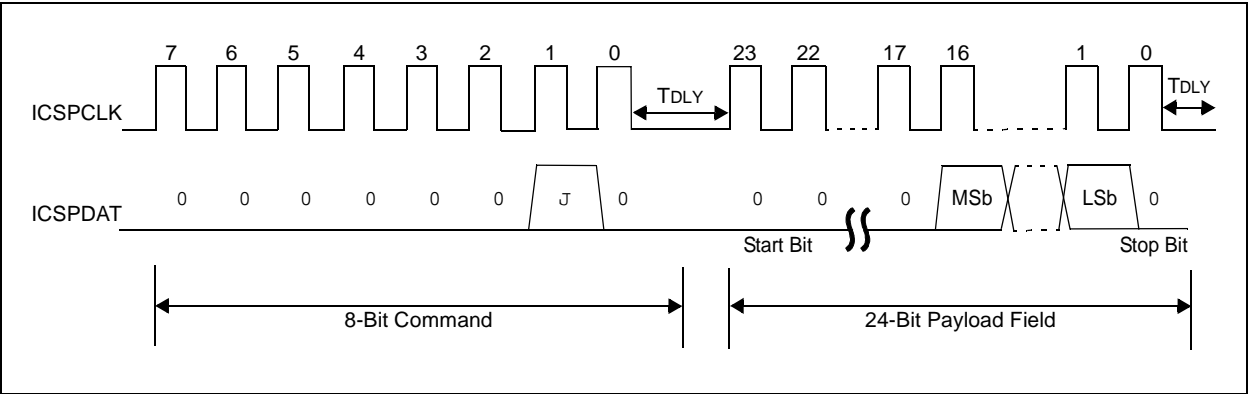 7 6 5 4 3 2 1 0 23 22 17 16 1 0
TDLY TDLY
ICSPCLK
0 0 0 0 0 0 J 0 0 0 0 MSb LSb 0
ICSPDAT
Start Bit Stop Bit
8-Bit Command 24-Bit Payload Field